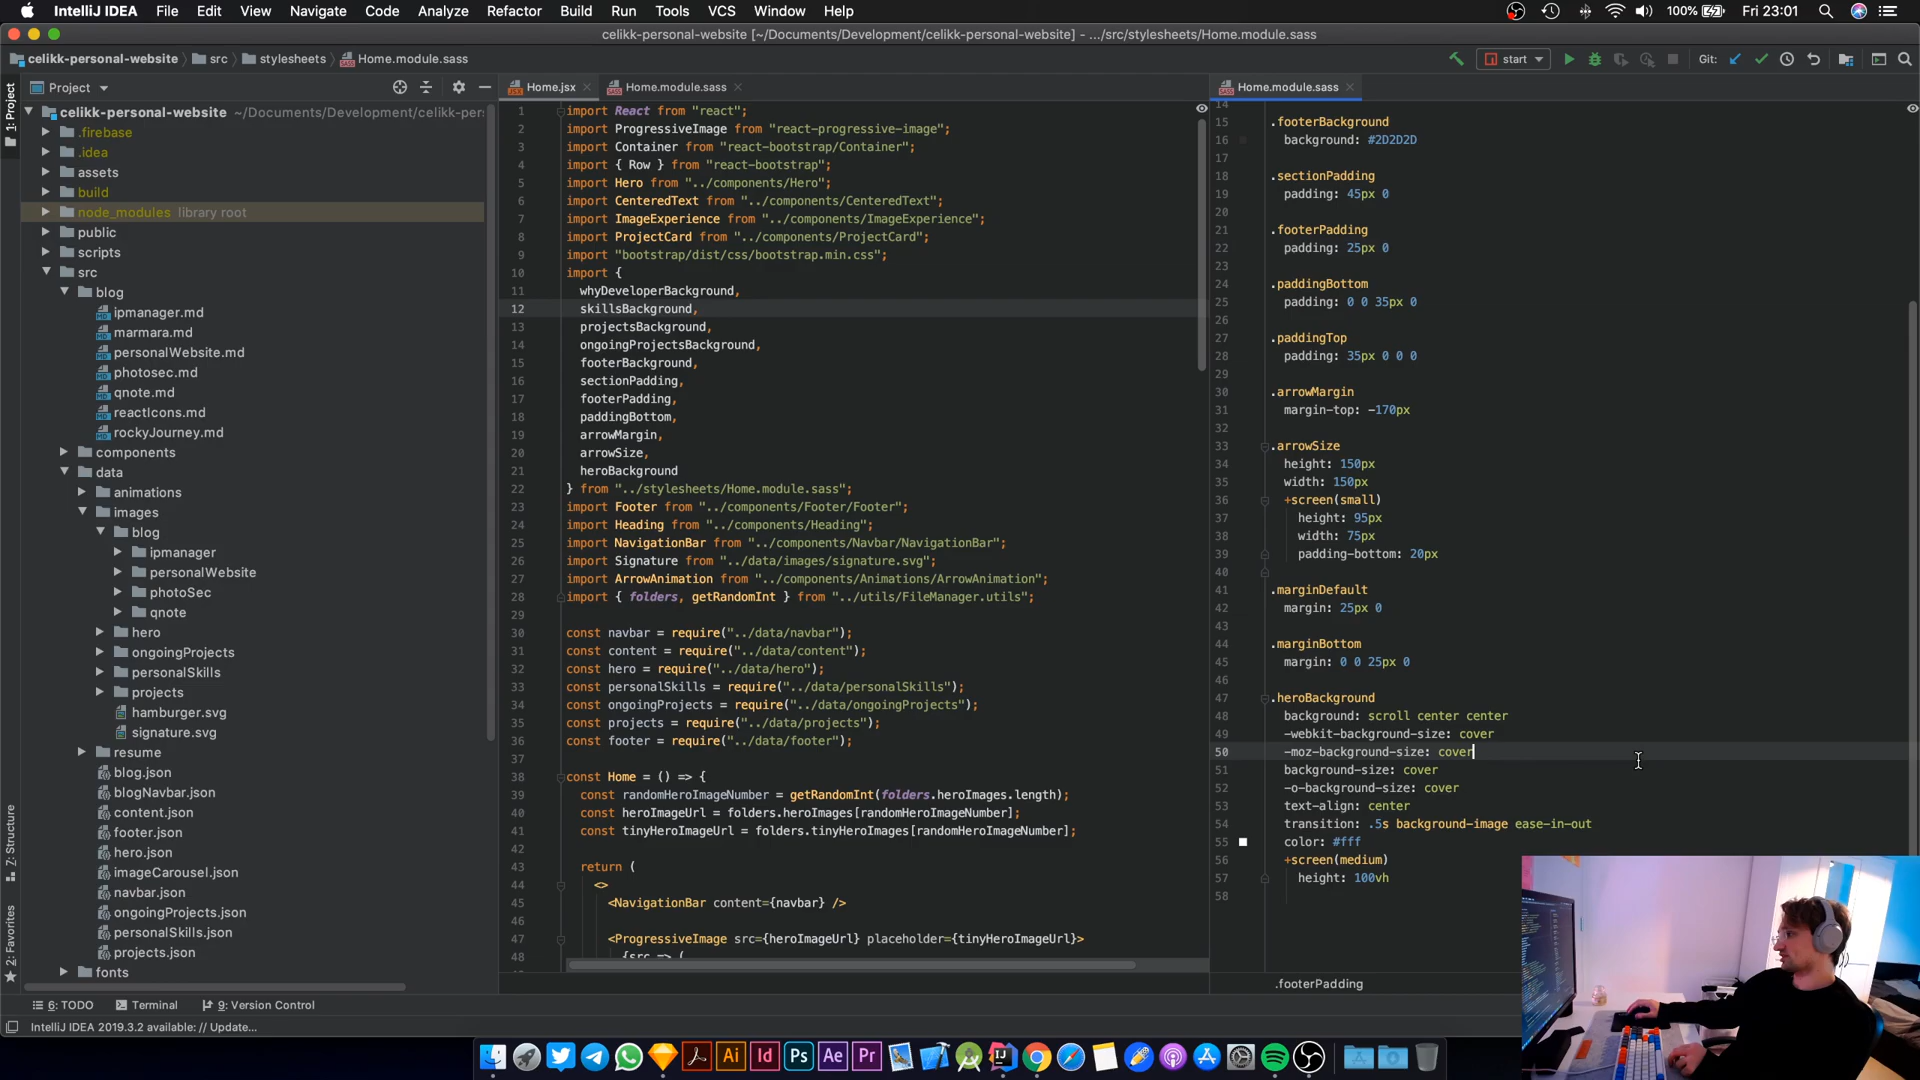 IntelliJ IDEA File Edit View Navigate Code Analyze Refactor Build Run Tools VCS Window Help 100% Fri 23:01
celikk-personal-website [~/Documents/Development/celikk-personal-website] - .../src/stylesheets/Home.module.sass
celikk-personal-website src stylesheets Home.module.sass start Git:
1: Project
Project
celikk-personal-website ~/Documents/Development/celikk-per
.firebase
.idea
assets
build
node_modules library root
public
scripts
src
blog
ipmanager.md
marmara.md
personalWebsite.md
photosec.md
qnote.md
reactIcons.md
rockyJourney.md
components
data
animations
images
blog
ipmanager
personalWebsite
photoSec
qnote
hero
ongoingProjects
personalSkills
projects
hamburger.svg
signature.svg
resume
blog.json
blogNavbar.json
content.json
footer.json
hero.json
imageCarousel.json
navbar.json
ongoingProjects.json
personalSkills.json
projects.json
fonts
Z: Structure
2: Favorites
Home.jsx Home.module.sass
1 import React from "react";
2 import ProgressiveImage from "react-progressive-image";
3 import Container from "react-bootstrap/Container";
4 import { Row } from "react-bootstrap";
5 import Hero from "../components/Hero";
6 import CenteredText from "../components/CenteredText";
7 import ImageExperience from "../components/ImageExperience";
8 import ProjectCard from "../components/ProjectCard";
9 import "bootstrap/dist/css/bootstrap.min.css";
10 import {
11 whyDeveloperBackground,
12 skillsBackground,
13 projectsBackground,
14 ongoingProjectsBackground,
15 footerBackground,
16 sectionPadding,
17 footerPadding,
18 paddingBottom,
19 arrowMargin,
20 arrowSize,
21 heroBackground
22 } from "../stylesheets/Home.module.sass";
23 import Footer from "../components/Footer/Footer";
24 import Heading from "../components/Heading";
25 import NavigationBar from "../components/Navbar/NavigationBar";
26 import Signature from "../data/images/signature.svg";
27 import ArrowAnimation from "../components/Animations/ArrowAnimation";
28 import { folders, getRandomInt } from "../utils/FileManager.utils";
29
30 const navbar = require("../data/navbar");
31 const content = require("../data/content");
32 const hero = require("../data/hero");
33 const personalSkills = require("../data/personalSkills");
34 const ongoingProjects = require("../data/ongoingProjects");
35 const projects = require("../data/projects");
36 const footer = require("../data/footer");
37
38 const Home = () => {
39 const randomHeroImageNumber = getRandomInt(folders.heroImages.length);
40 const heroImageUrl = folders.heroImages[randomHeroImageNumber];
41 const tinyHeroImageUrl = folders.tinyHeroImages[randomHeroImageNumber];
42
43 return (
44 <>
45 <NavigationBar content={navbar} />
46
47 <ProgressiveImage src={heroImageUrl} placeholder={tinyHeroImageUrl}>
48 {src => (
Home.module.sass
14
15 .footerBackground
16 background: #2D2D2D
17
18 .sectionPadding
19 padding: 45px 0
20
21 .footerPadding
22 padding: 25px 0
23
24 .paddingBottom
25 padding: 0 0 35px 0
26
27 .paddingTop
28 padding: 35px 0 0 0
29
30 .arrowMargin
31 margin-top: -170px
32
33 .arrowSize
34 height: 150px
35 width: 150px
36 +screen(small)
37 height: 95px
38 width: 75px
39 padding-bottom: 20px
40
41 .marginDefault
42 margin: 25px 0
43
44 .marginBottom
45 margin: 0 0 25px 0
46
47 .heroBackground
48 background: scroll center center
49 -webkit-background-size: cover
50 -moz-background-size: cover
51 background-size: cover
52 -o-background-size: cover
53 text-align: center
54 transition: .5s background-image ease-in-out
55 color: #fff
56 +screen(medium)
57 height: 100vh
58
.footerPadding
6: TODO Terminal 9: Version Control
IntelliJ IDEA 2019.3.2 available: // Update...
Ai Id Ps Ae Pr